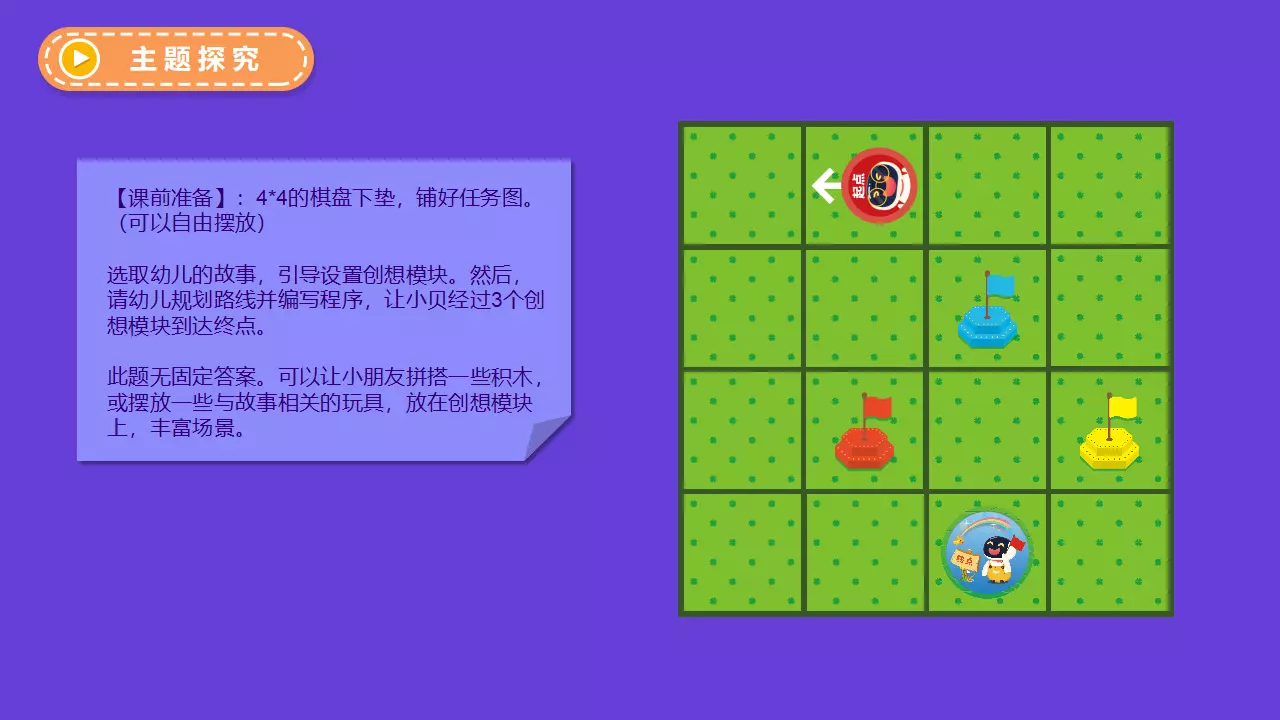 主题探究
【课前准备】：4*4的棋盘下垫，铺好任务图。
（可以自由摆放）
选取幼儿的故事，引导设置创想模块。然后，
请幼儿规划路线并编写程序，让小贝经过3个创
想模块到达终点。
此题无固定答案。可以让小朋友拼搭一些积木，
或摆放一些与故事相关的玩具，放在创想模块
上，丰富场景。
起点
终点